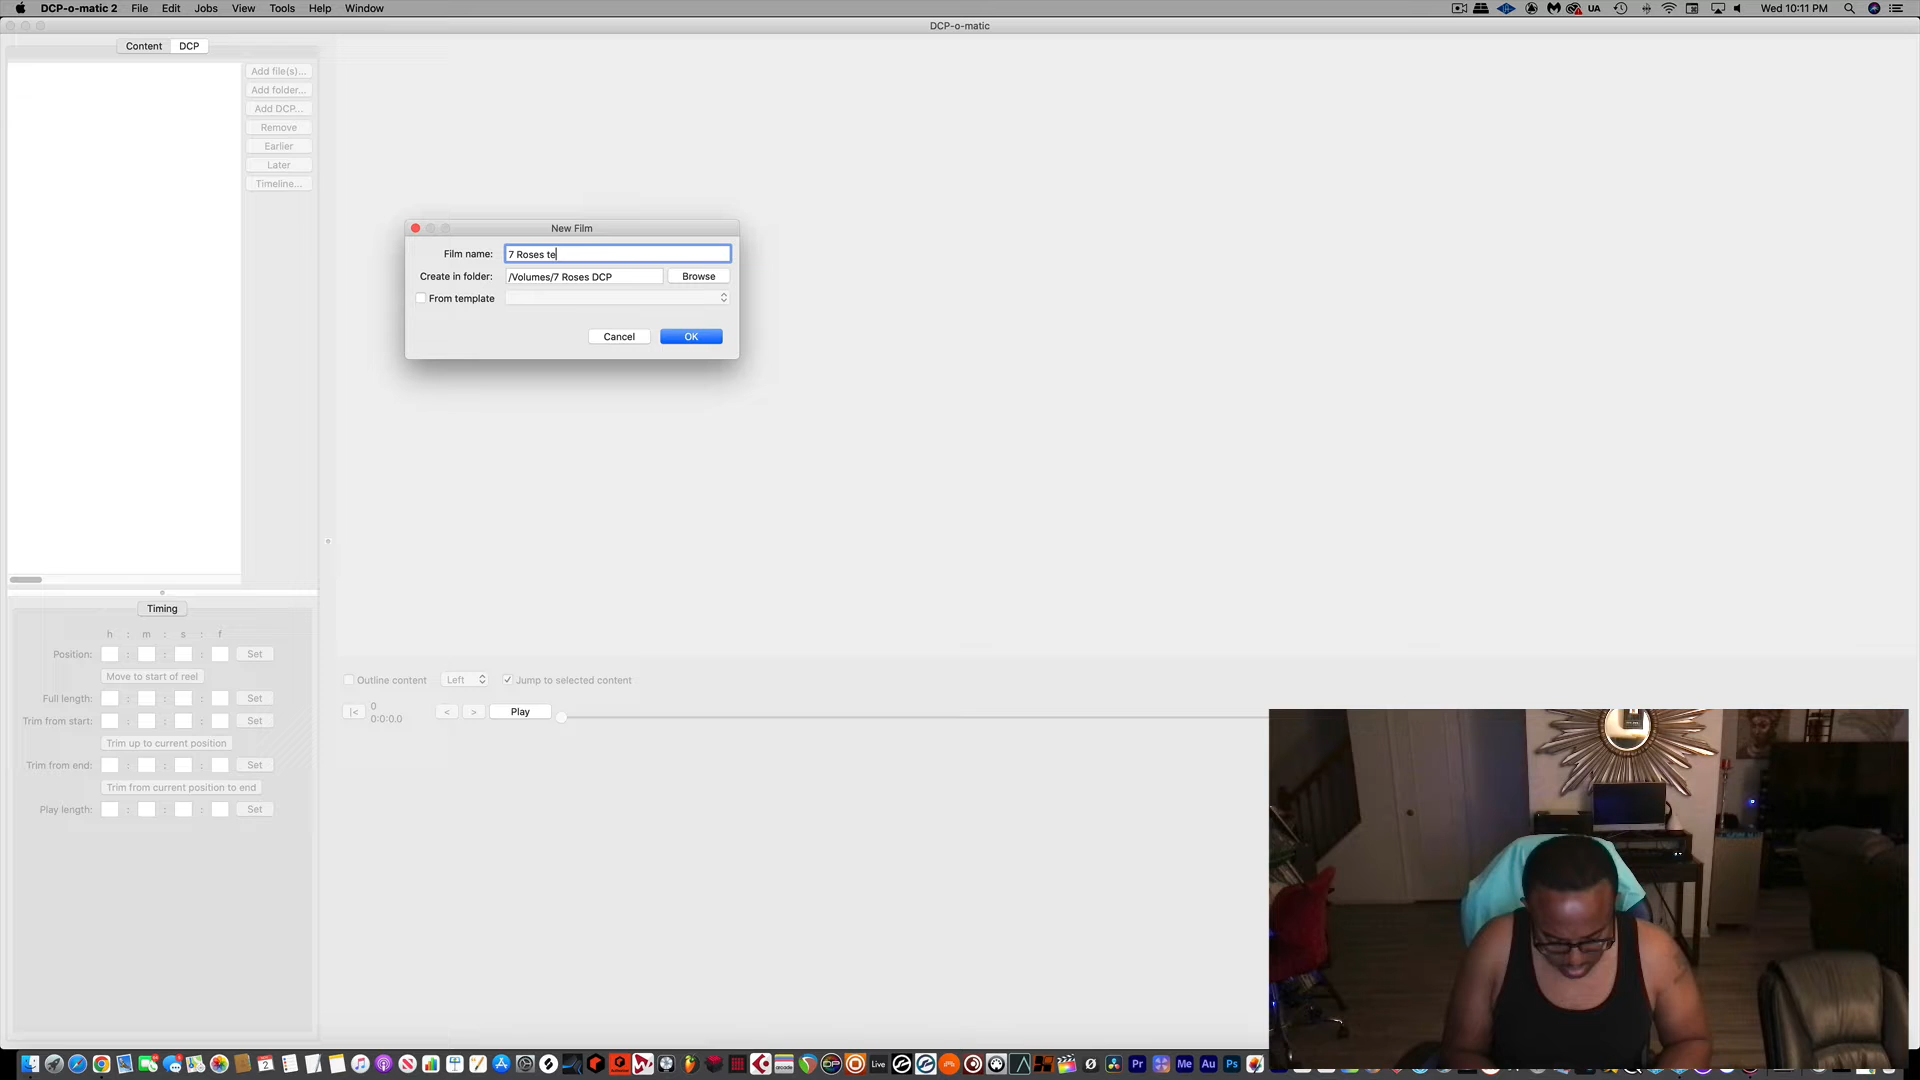 DCP-o-matic 2 File Edit Jobs View Tools Help Window UA Wed 10:11 PM
DCP-o-matic
Content DCP
Add file(s)...
Add folder...
Add DCP...
Remove
Earlier
Later
Timeline...
New Film
Film name: 7 Roses te
Create in folder: /Volumes/7 Roses DCP Browse
From template
Cancel OK
Timing
h : m : s : f
Position: : : : Set
Move to start of reel
Full length: : : : Set
Trim from start: : : : Set
Trim up to current position
Trim from end: : : : Set
Trim from current position to end
Play length: : : : Set
Outline content Left Jump to selected content
|< 0 < > Play
0:0:0.0
2 DP Live Pr Me Au Ps